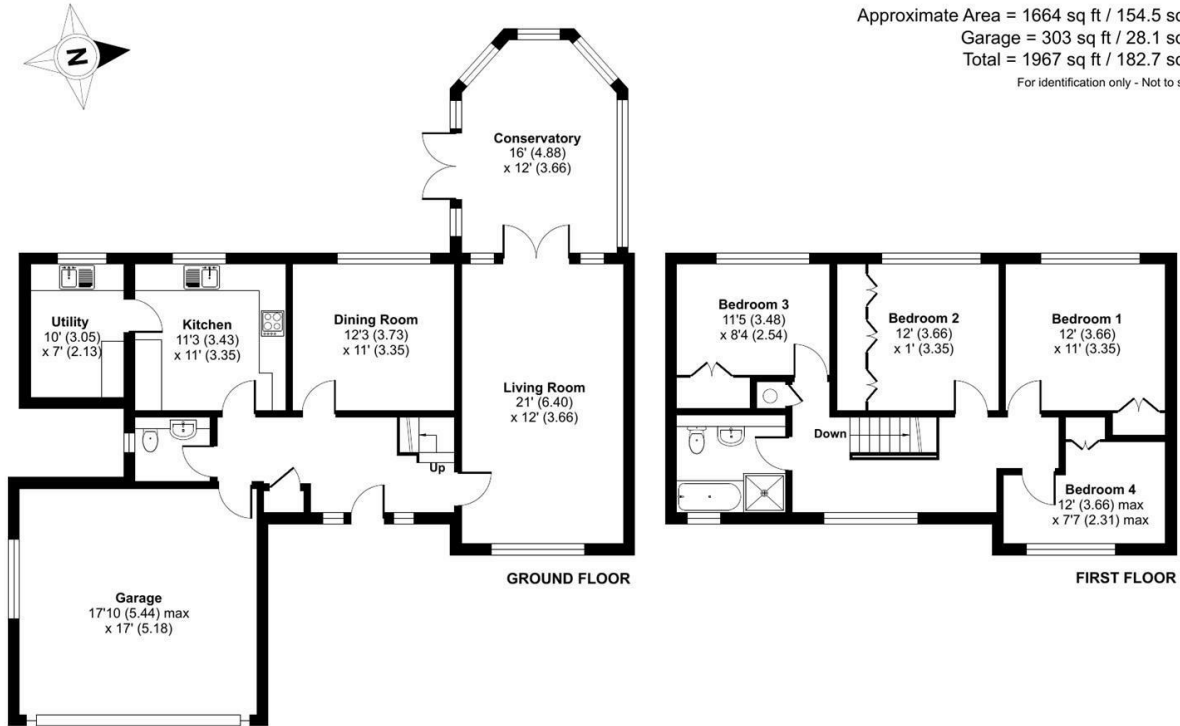 Approximate Area = 1664 sq ft / 154.5 sq
Garage = 303 sq ft / 28.1 sq
Total = 1967 sq ft / 182.7 sq
For identification only - Not to s
N
Conservatory
16' (4.88)
x 12' (3.66)
Utility
10' (3.05)
x 7' (2.13)
Kitchen
11'3 (3.43)
x 11' (3.35)
Dining Room
12'3 (3.73)
x 11' (3.35)
Living Room
21' (6.40)
x 12' (3.66)
Up
Garage
17'10 (5.44) max
x 17' (5.18)
GROUND FLOOR
Bedroom 3
11'5 (3.48)
x 8'4 (2.54)
Bedroom 2
12' (3.66)
x 1' (3.35)
Bedroom 1
12' (3.66)
x 11' (3.35)
Down
Bedroom 4
12' (3.66) max
x 7'7 (2.31) max
FIRST FLOOR